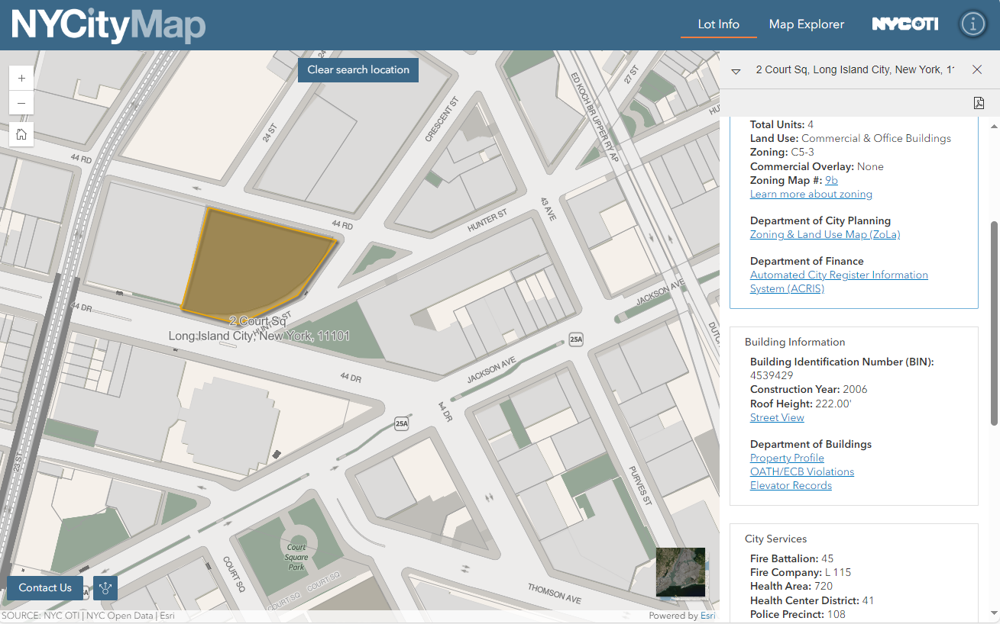 NYCityMap
Lot Info
Map Explorer
NYCOTI
i
Clear search location
2 Court Sq, Long Island City, New York, 1
+
−
24
24 ST
CRESCENT ST
ED KOCH BR UPPER RY AP
27 ST
HU
44 RD
44 RD
43 AVE
HUNTER ST
JACKSON AVE
44 DR
HUNTER ST
2 Court Sq
Long Island City, New York, 11101
25A
DUTC
JACKSON AVE
44 DR
44 DR
25A
23 ST
PURVES ST
Court
Square
Park
COURT SQ
COURT SQ
COURT SQ
THOMSON AVE
Contact Us
SOURCE: NYC OTI | NYC Open Data | Esri
Powered by Esri
Total Units: 4
Land Use: Commercial & Office Buildings
Zoning: C5-3
Commercial Overlay: None
Zoning Map #: 9b
Learn more about zoning
Department of City Planning
Zoning & Land Use Map (ZoLa)
Department of Finance
Automated City Register Information
System (ACRIS)
Building Information
Building Identification Number (BIN):
4539429
Construction Year: 2006
Roof Height: 222.00'
Street View
Department of Buildings
Property Profile
OATH/ECB Violations
Elevator Records
City Services
Fire Battalion: 45
Fire Company: L 115
Health Area: 720
Health Center District: 41
Police Precinct: 108